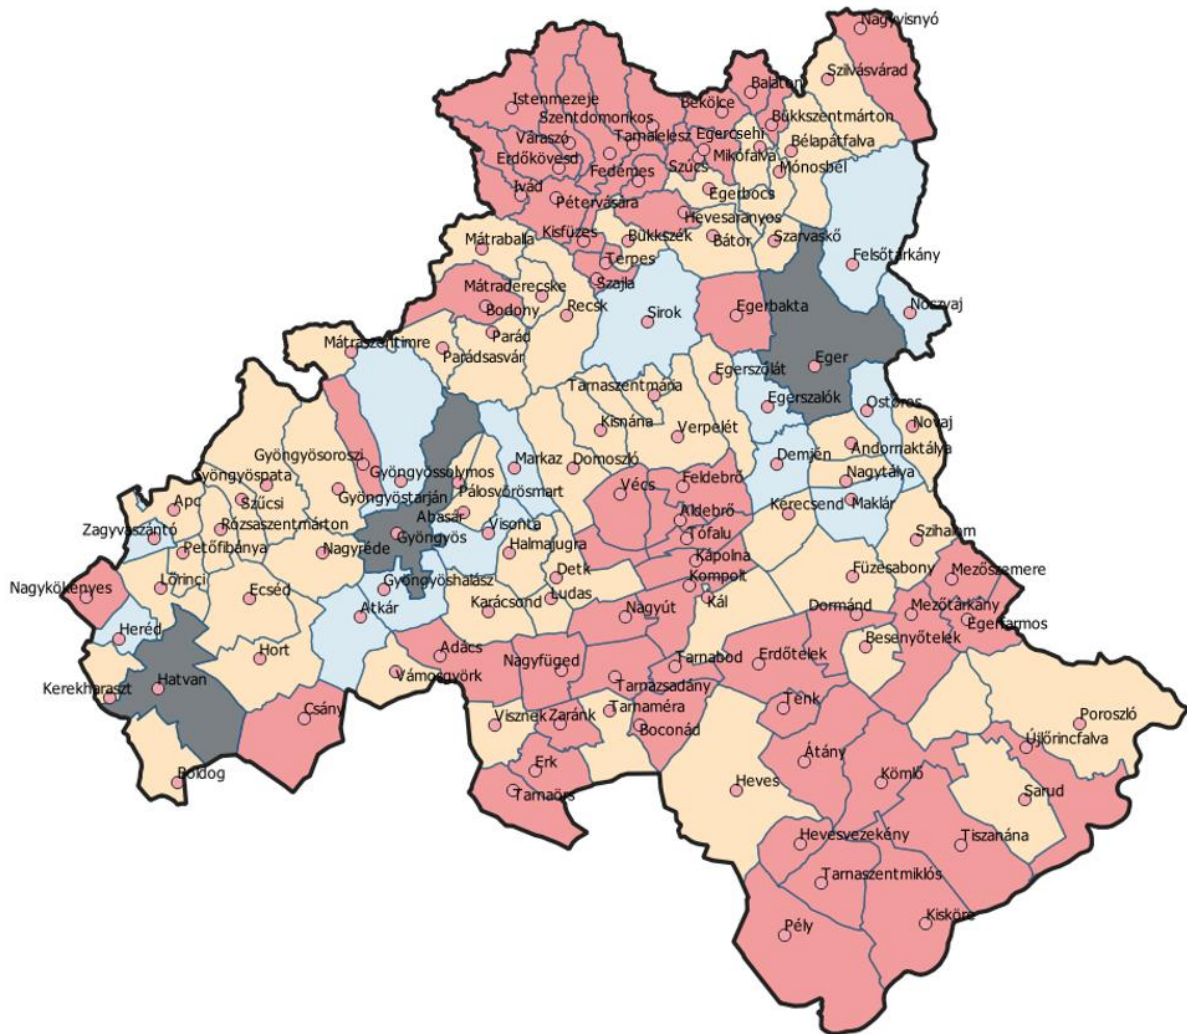 Nagyvisnyó
Szilvásvárad
Balaton
Bekölce
Istenmezeje
Szentdomonkos
Bükkszentmárton
Váraszó
Tarnalelesz
Egercsehi
Bélapátfalva
Erdőkövesd
Szúcs
Mikófalva
Fedémes
Mónosbél
Ivád
Pétervására
Egerbocs
Hevesaranyos
Kisfüzes
Bükkszék
Bátor
Szarvaskő
Mátraballa
Terpes
Felsőtárkány
Mátraderecske
Szajla
Bodony
Recsk
Sirok
Egerbakta
Noszvaj
Parád
Mátraszentimre
Parádsasvár
Eger
Egerszólát
Tarnaszentmária
Egerszalók
Ostoros
Kisnána
Verpelét
Novaj
Andornaktálya
Gyöngyösoroszi
Gyöngyöspata
Gyöngyössolymos
Markaz
Domoszló
Demjén
Nagytálya
Apc
Szűcsi
Gyöngyöstarján
Pálosvörösmart
Vécs
Feldebrő
Maklár
Abasár
Kerecsend
Zagyvaszántó
Rózsaszentmárton
Visonta
Aldebrő
Petőfibánya
Nagyréde
Gyöngyös
Halmajugra
Tófalu
Szihalom
Kápolna
Nagykökényes
Lőrinci
Ecséd
Gyöngyöshalász
Detk
Kompolt
Füzesabony
Mezőszemere
Atkár
Karácsond
Ludas
Nagyút
Kál
Dormánd
Mezőtárkány
Egerfarmos
Heréd
Besenyőtelek
Hort
Adács
Nagyfüged
Tarnabod
Erdőtelek
Kerekharaszt
Hatvan
Vámosgyörk
Tarnazsadány
Csány
Visznek
Zaránk
Tarnaméra
Boconád
Tenk
Poroszló
Újlőrincfalva
Boldog
Erk
Átány
Tarnaörs
Heves
Kömlő
Sarud
Hevesvezekény
Tiszanána
Tarnaszentmiklós
Pély
Kisköre